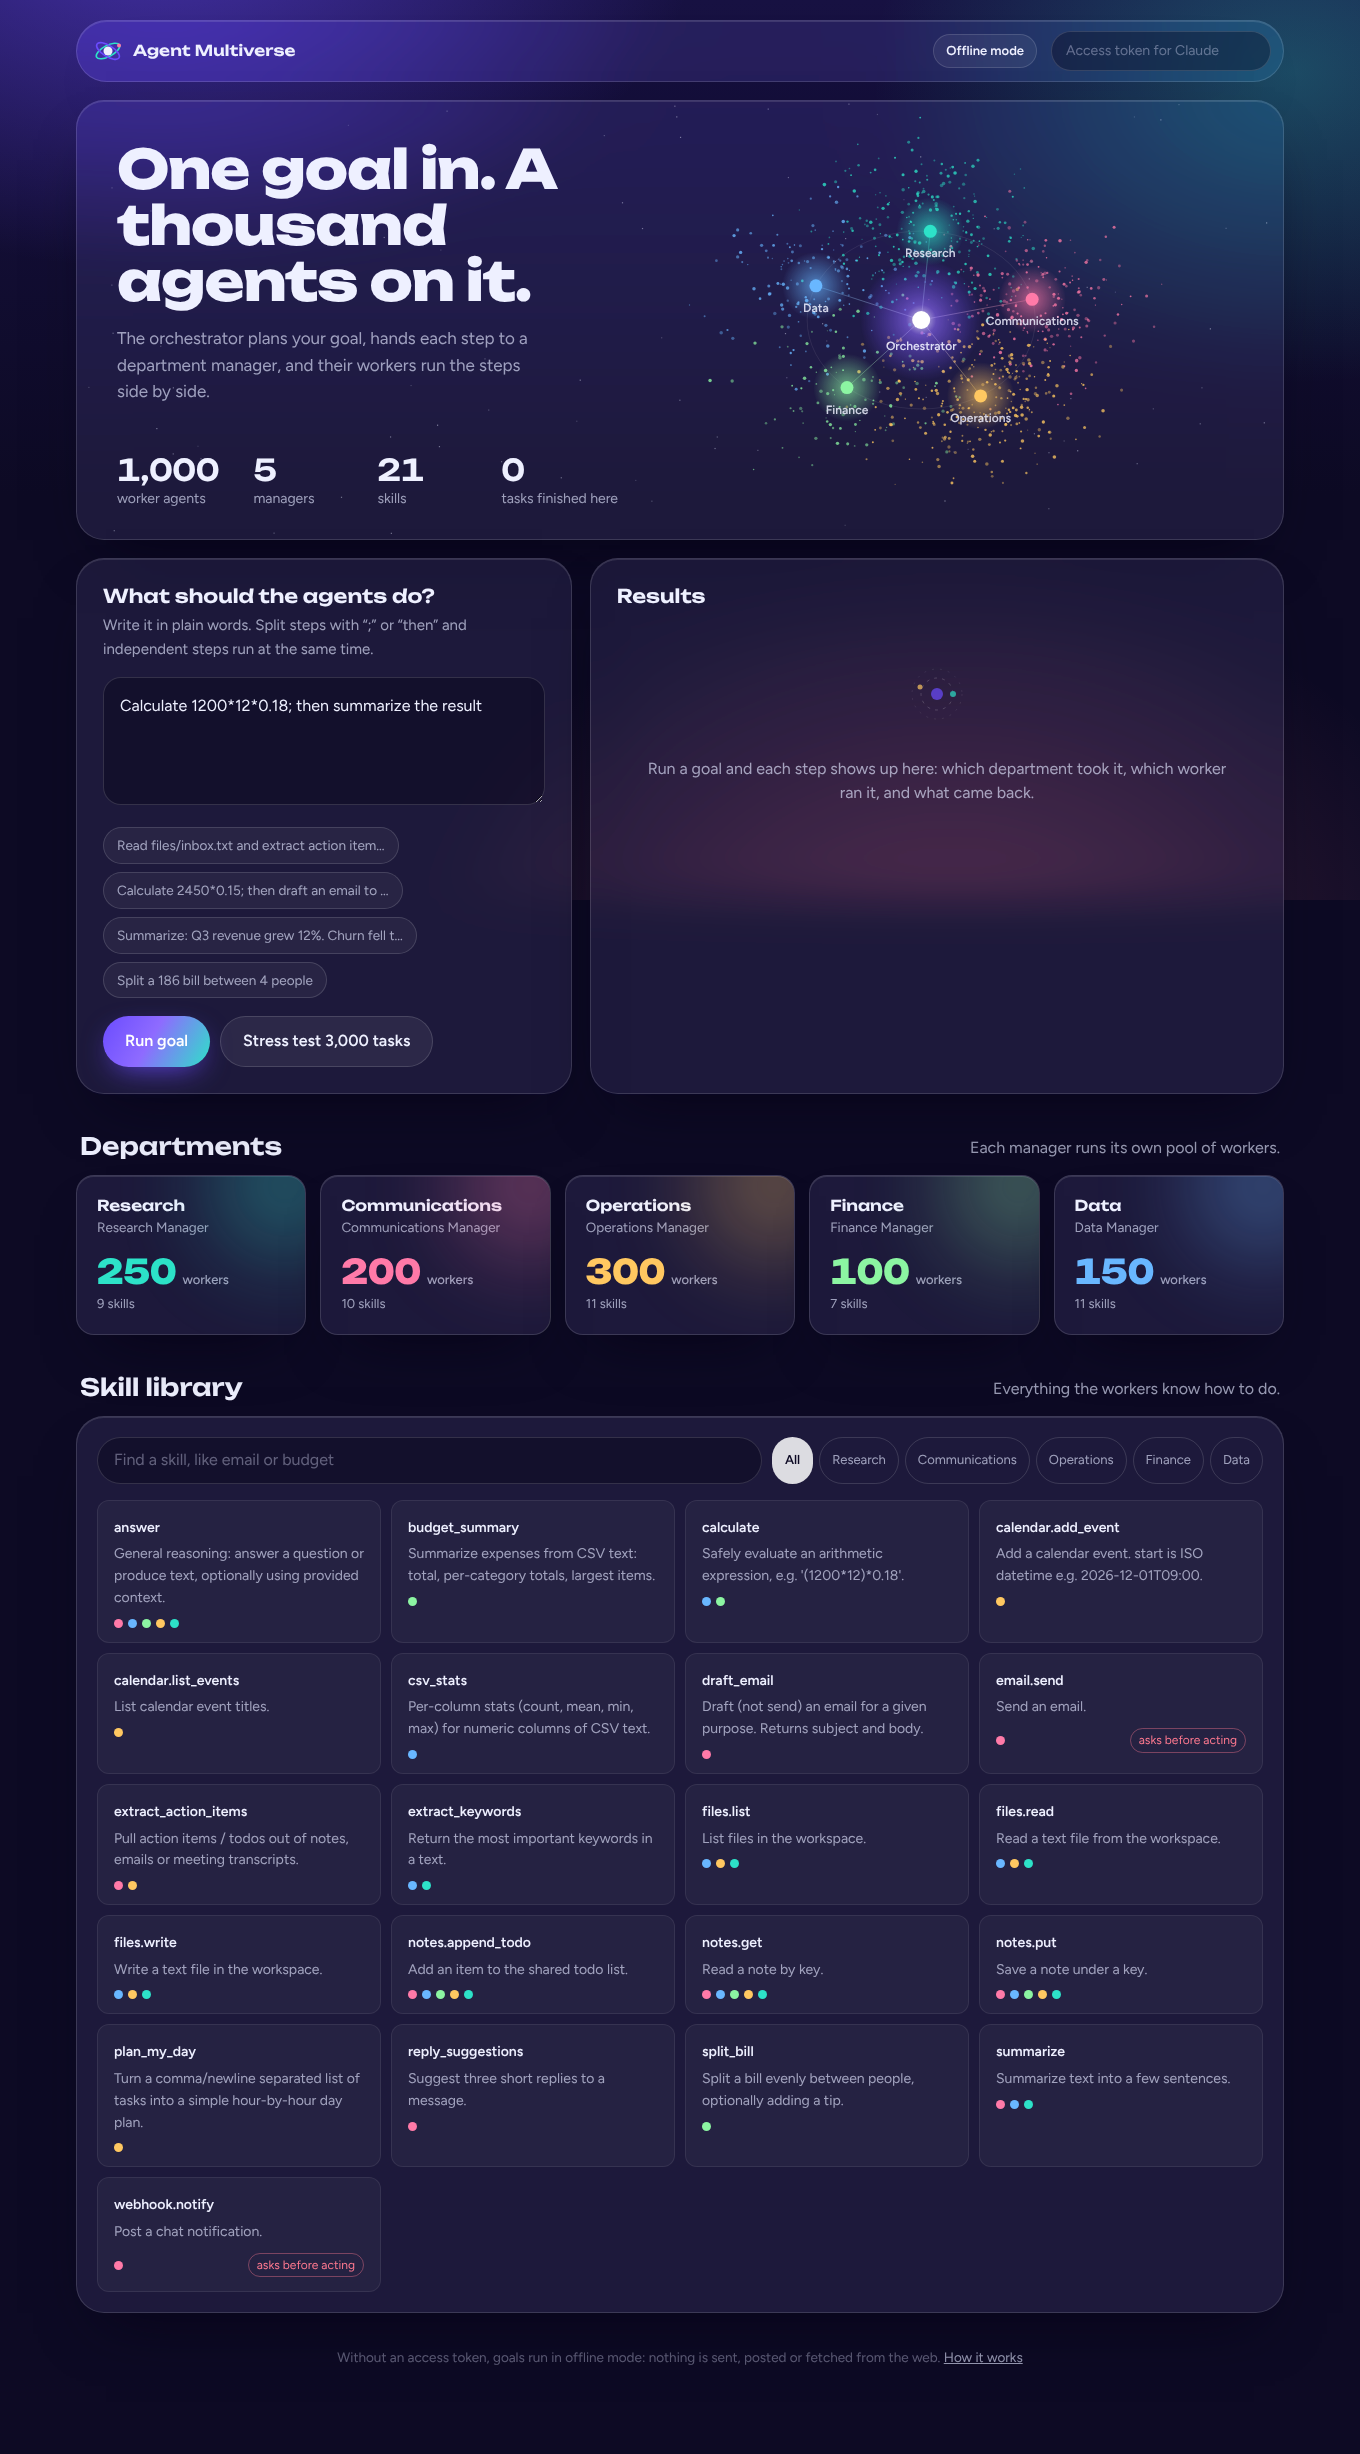 Agent Multiverse
Offline mode
Access token for Claude
One goal in. A
thousand
agents on it.
The orchestrator plans your goal, hands each step to a
department manager, and their workers run the steps
side by side.
1,000
worker agents
5
managers
21
skills
0
tasks finished here
Research
Data
Communications
Orchestrator
Finance
Operations
What should the agents do?
Write it in plain words. Split steps with “;” or “then” and
independent steps run at the same time.
Calculate 1200*12*0.18; then summarize the result
Read files/inbox.txt and extract action item…
Calculate 2450*0.15; then draft an email to …
Summarize: Q3 revenue grew 12%. Churn fell t…
Split a 186 bill between 4 people
Run goal
Stress test 3,000 tasks
Results
Run a goal and each step shows up here: which department took it, which worker
ran it, and what came back.
Departments
Each manager runs its own pool of workers.
Research
Research Manager
250 workers
9 skills
Communications
Communications Manager
200 workers
10 skills
Operations
Operations Manager
300 workers
11 skills
Finance
Finance Manager
100 workers
7 skills
Data
Data Manager
150 workers
11 skills
Skill library
Everything the workers know how to do.
Find a skill, like email or budget
All
Research
Communications
Operations
Finance
Data
answer
General reasoning: answer a question or
produce text, optionally using provided
context.
budget_summary
Summarize expenses from CSV text:
total, per-category totals, largest items.
calculate
Safely evaluate an arithmetic
expression, e.g. '(1200*12)*0.18'.
calendar.add_event
Add a calendar event. start is ISO
datetime e.g. 2026-12-01T09:00.
calendar.list_events
List calendar event titles.
csv_stats
Per-column stats (count, mean, min,
max) for numeric columns of CSV text.
draft_email
Draft (not send) an email for a given
purpose. Returns subject and body.
email.send
Send an email.
asks before acting
extract_action_items
Pull action items / todos out of notes,
emails or meeting transcripts.
extract_keywords
Return the most important keywords in
a text.
files.list
List files in the workspace.
files.read
Read a text file from the workspace.
files.write
Write a text file in the workspace.
notes.append_todo
Add an item to the shared todo list.
notes.get
Read a note by key.
notes.put
Save a note under a key.
plan_my_day
Turn a comma/newline separated list of
tasks into a simple hour-by-hour day
plan.
reply_suggestions
Suggest three short replies to a
message.
split_bill
Split a bill evenly between people,
optionally adding a tip.
summarize
Summarize text into a few sentences.
webhook.notify
Post a chat notification.
asks before acting
Without an access token, goals run in offline mode: nothing is sent, posted or fetched from the web. How it works